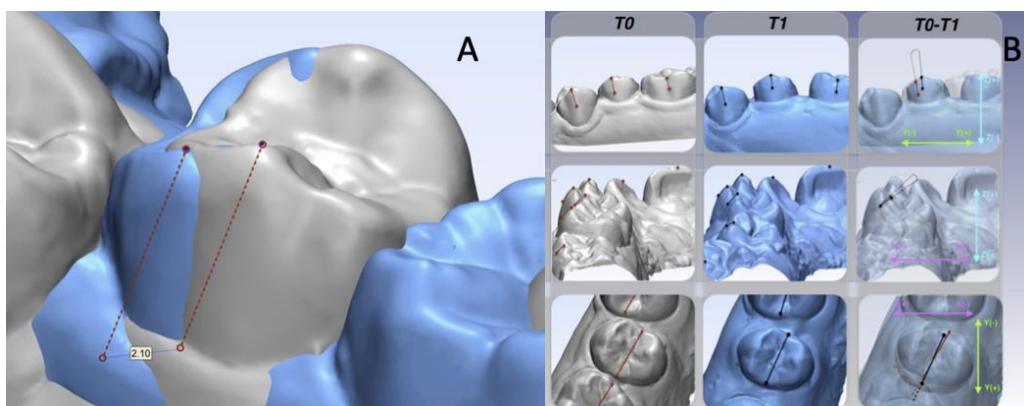 A
2.10
T0 T1 T0-T1
B
Z(-)
Y(-) Y(+)
Z(+)
Y(-)
Y(+)